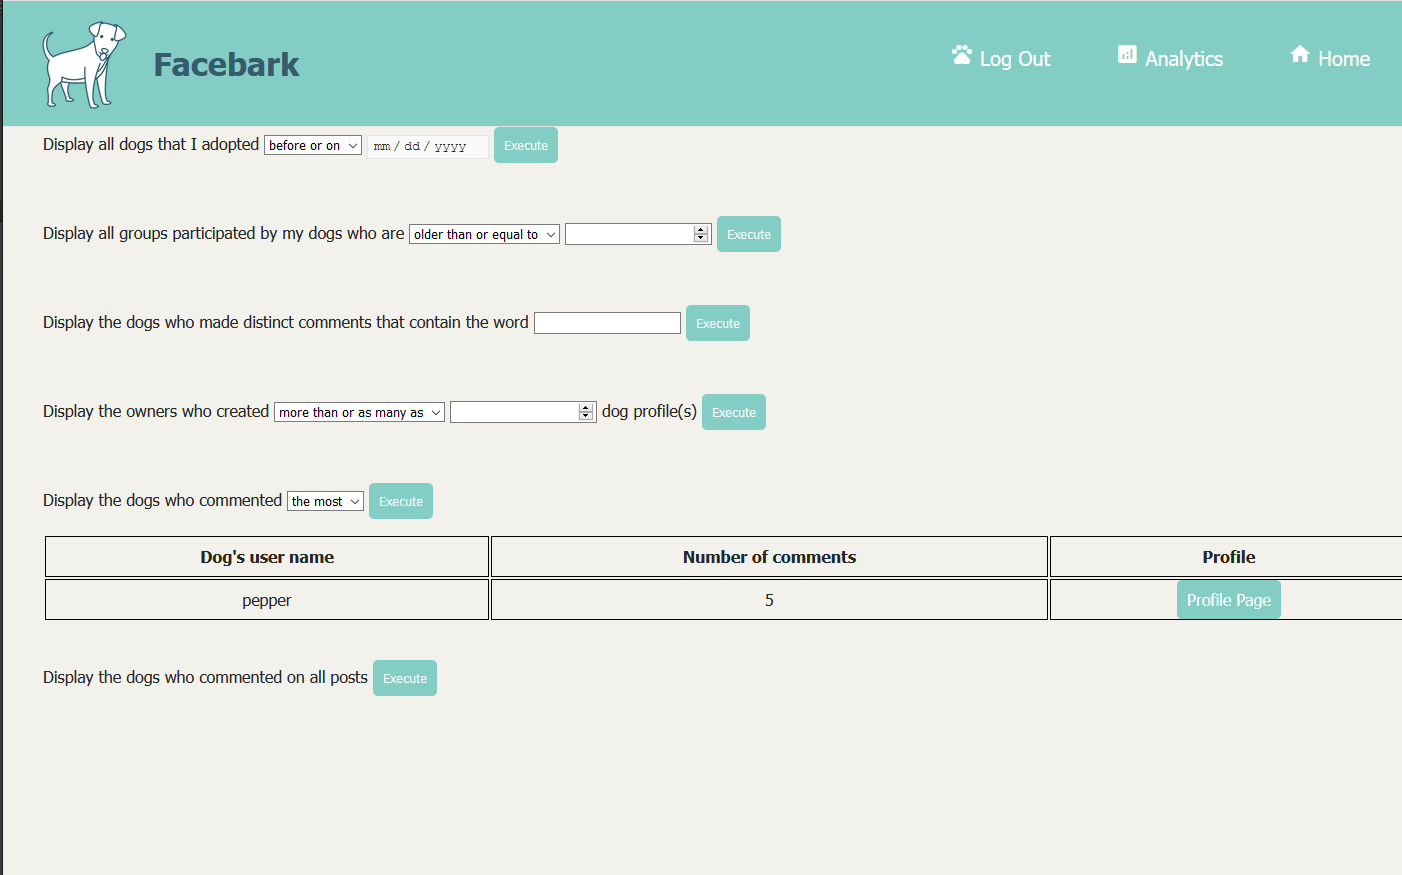 Facebark
Log Out
Analytics
Home
Display all dogs that I adopted before or on mm / dd / yyyy Execute
Display all groups participated by my dogs who are older than or equal to Execute
Display the dogs who made distinct comments that contain the word Execute
Display the owners who created more than or as many as dog profile(s) Execute
Display the dogs who commented the most Execute
Dog's user name Number of comments Profile
pepper 5 Profile Page
Display the dogs who commented on all posts Execute